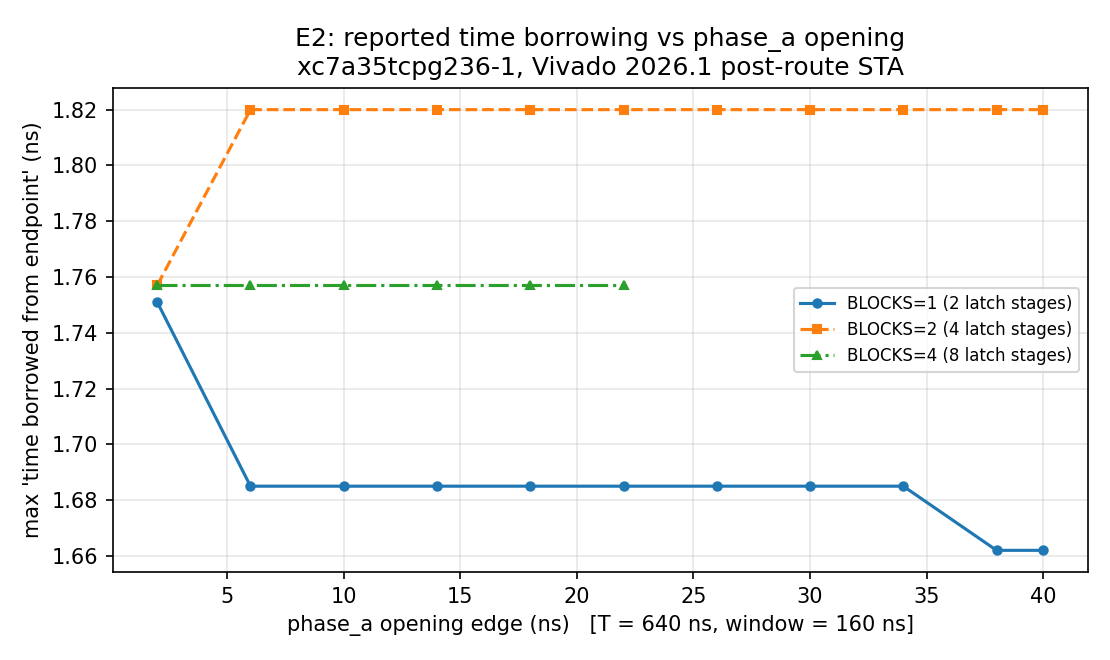 E2: reported time borrowing vs phase_a opening
xc7a35tcpg236-1, Vivado 2026.1 post-route STA
max 'time borrowed from endpoint' (ns)
1.82
1.80
1.78
1.76
1.74
1.72
1.70
1.68
1.66
BLOCKS=1 (2 latch stages)
BLOCKS=2 (4 latch stages)
BLOCKS=4 (8 latch stages)
5 10 15 20 25 30 35 40
phase_a opening edge (ns) [T = 640 ns, window = 160 ns]